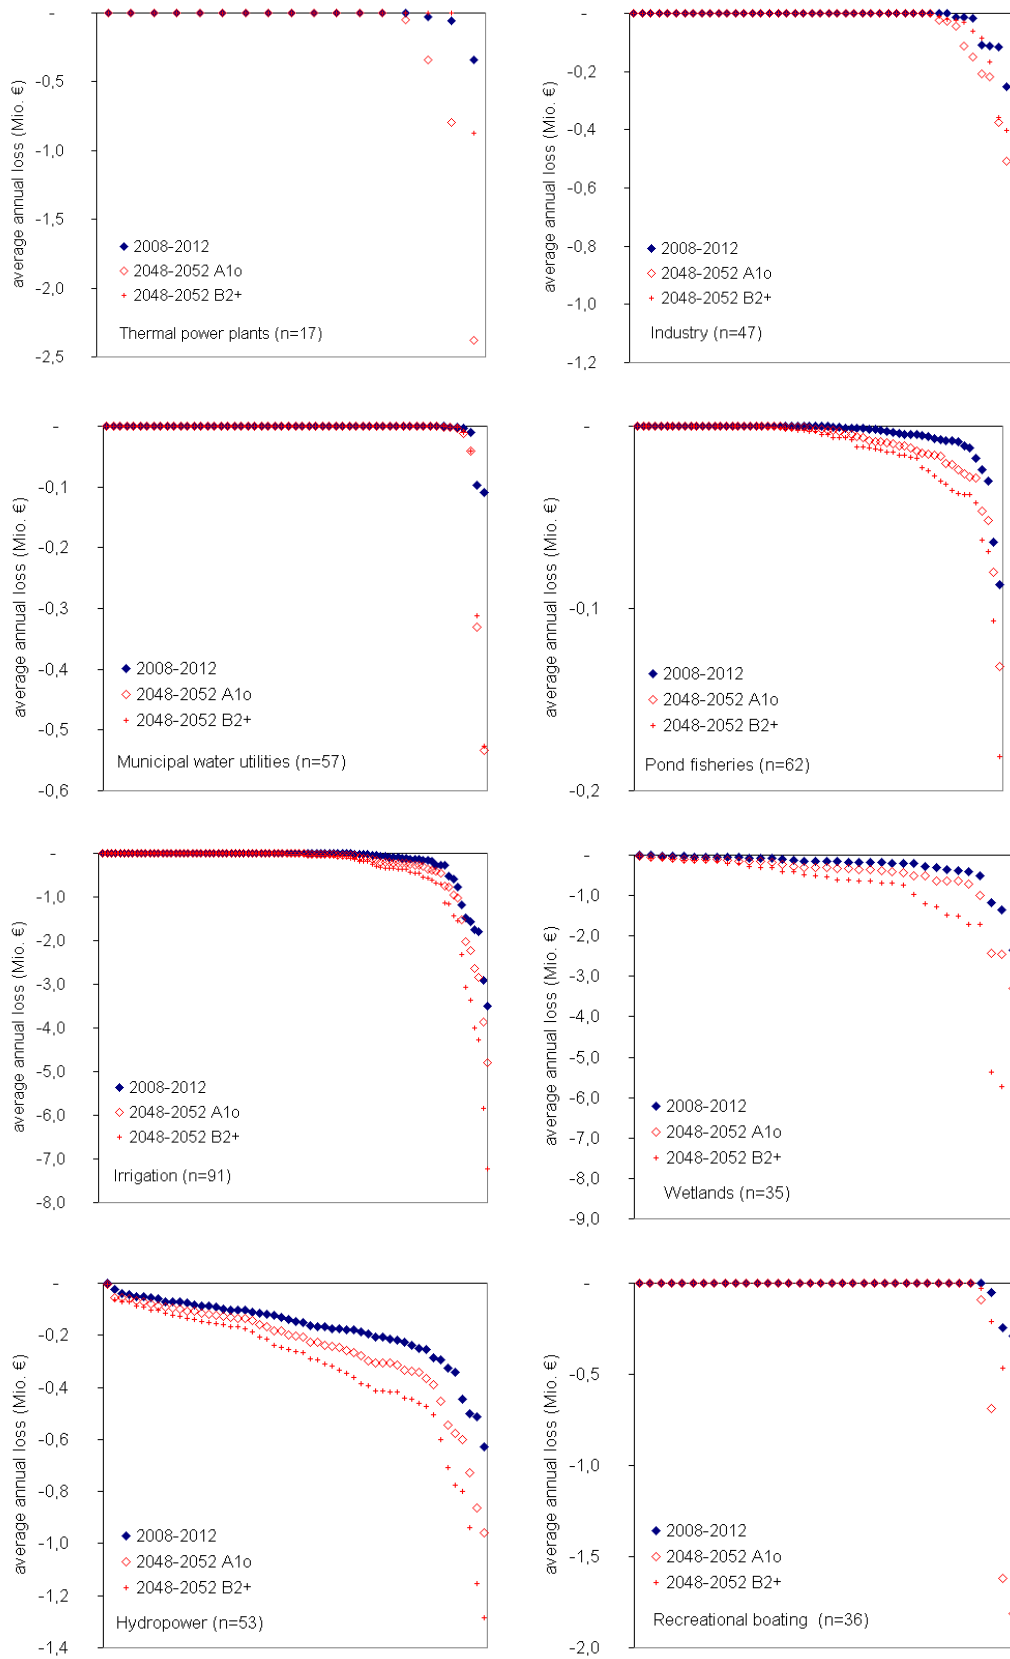 average annual loss (Mio. €)
-
-0,5
-1,0
-1,5
-2,0
-2,5
2008-2012
2048-2052 A1o
2048-2052 B2+
Thermal power plants (n=17)
average annual loss (Mio. €)
-
-0,2
-0,4
-0,6
-0,8
-1,0
-1,2
2008-2012
2048-2052 A1o
2048-2052 B2+
Industry (n=47)
average annual loss (Mio. €)
-
-0,1
-0,2
-0,3
-0,4
-0,5
-0,6
2008-2012
2048-2052 A1o
2048-2052 B2+
Municipal water utilities (n=57)
average annual loss (Mio. €)
-
-0,1
-0,2
2008-2012
2048-2052 A1o
2048-2052 B2+
Pond fisheries (n=62)
average annual loss (Mio. €)
-
-1,0
-2,0
-3,0
-4,0
-5,0
-6,0
-7,0
-8,0
2008-2012
2048-2052 A1o
2048-2052 B2+
Irrigation (n=91)
average annual loss (Mio. €)
-
-1,0
-2,0
-3,0
-4,0
-5,0
-6,0
-7,0
-8,0
-9,0
2008-2012
2048-2052 A1o
2048-2052 B2+
Wetlands (n=35)
average annual loss (Mio. €)
-
-0,2
-0,4
-0,6
-0,8
-1,0
-1,2
-1,4
2008-2012
2048-2052 A1o
2048-2052 B2+
Hydropower (n=53)
average annual loss (Mio. €)
-
-0,5
-1,0
-1,5
-2,0
2008-2012
2048-2052 A1o
2048-2052 B2+
Recreational boating (n=36)